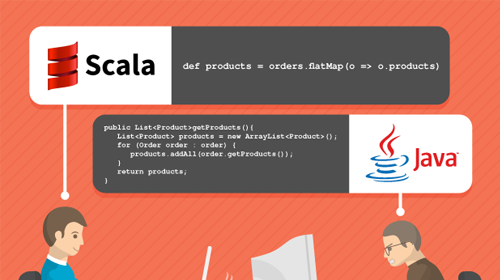 Scala
def products = orders.flatMap(o => o.products)
public List<Product>getProducts(){
List<Product> products = new ArrayList<Product>();
for (Order order : order) {
products.addAll(order.getProducts());
}
return products;
}
Java